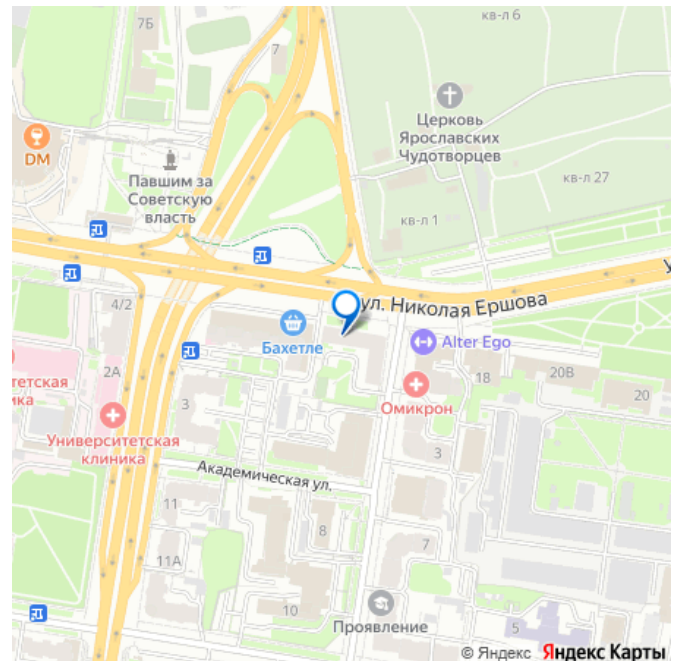 кв-л 6
7Б
7
Церковь
Ярославских
Чудотворцев
DM
Павшим за
Советскую
власть
кв-л 27
кв-л 1
ул. Николая Ершова
4/2
Бахетле
Alter Ego
2А
18
20В
20
Омикрон
3
Университетская
клиника
3
Академическая ул.
11
8
7
11А
10
Проявление
5
© Яндекс Яндекс Карты